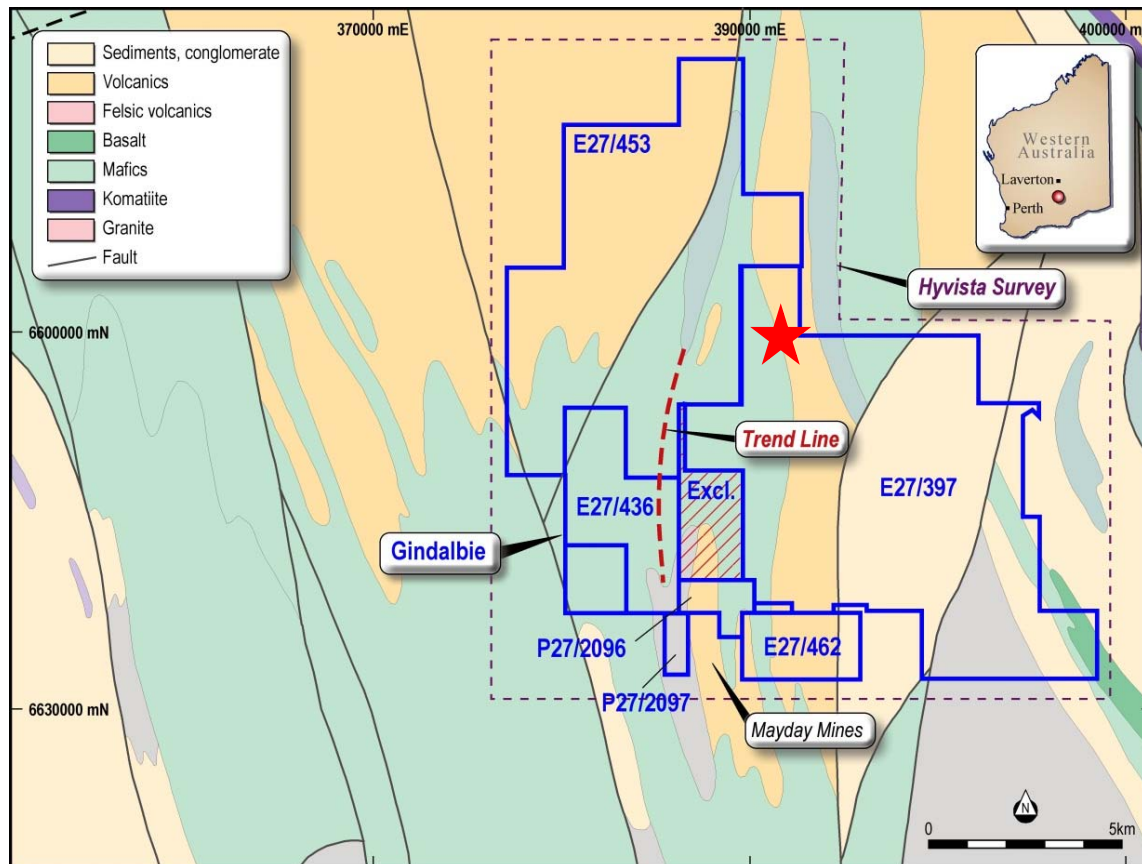 370000 mE
390000 mE
400000 m
Sediments, conglomerate
Volcanics
Felsic volcanics
Basalt
Mafics
Komatiite
Granite
Fault
Western
Australia
Laverton
Perth
E27/453
Hyvista Survey
6600000 mN
Trend Line
Excl.
E27/397
E27/436
Gindalbie
P27/2096
E27/462
P27/2097
6630000 mN
Mayday Mines
N
0
5km